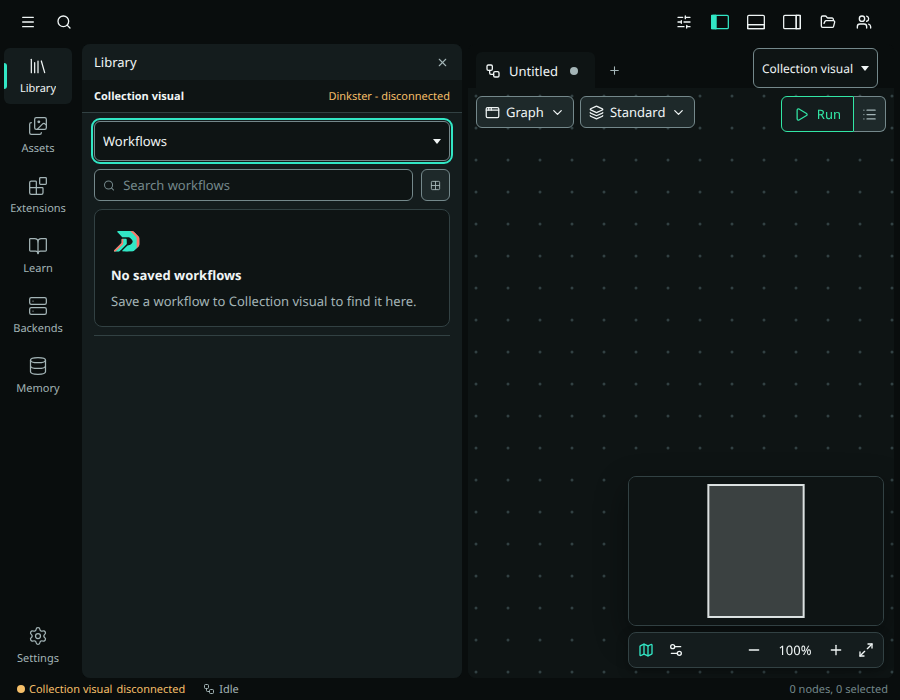 Library
Assets
Extensions
Learn
Backends
Memory
Settings
Library
Collection visual
Dinkster - disconnected
Workflows
Search workflows
No saved workflows
Save a workflow to Collection visual to find it here.
Untitled
Collection visual
Graph
Standard
Run
100%
Collection visual disconnected
Idle
0 nodes, 0 selected